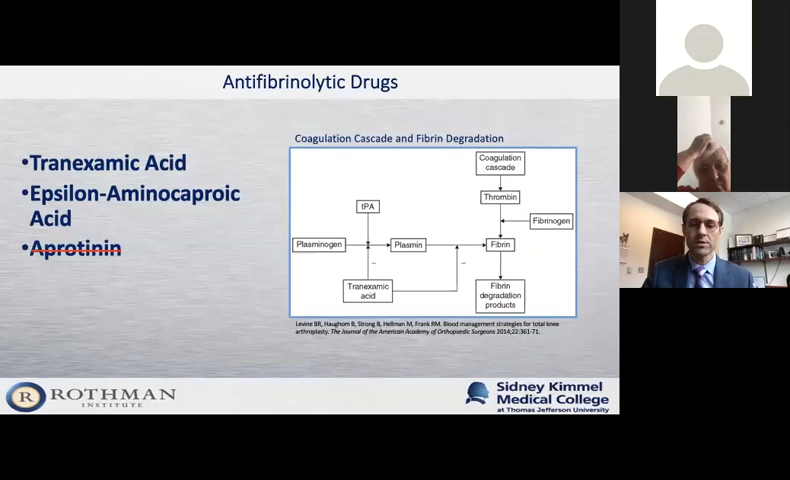 Antifibrinolytic Drugs
•Tranexamic Acid
•Epsilon-Aminocaproic
Acid
•Aprotinin
Coagulation Cascade and Fibrin Degradation
Coagulation
cascade
Thrombin
tPA
Fibrinogen
Plasminogen
Plasmin
Fibrin
–
–
Tranexamic
acid
Fibrin
degradation
products
Levine BR, Haughom B, Strong B, Hellman M, Frank RM. Blood management strategies for total knee
arthroplasty. The Journal of the American Academy of Orthopaedic Surgeons 2014;22:361-71.
R
ROTHMAN
INSTITUTE
Sidney Kimmel
Medical College
at Thomas Jefferson University